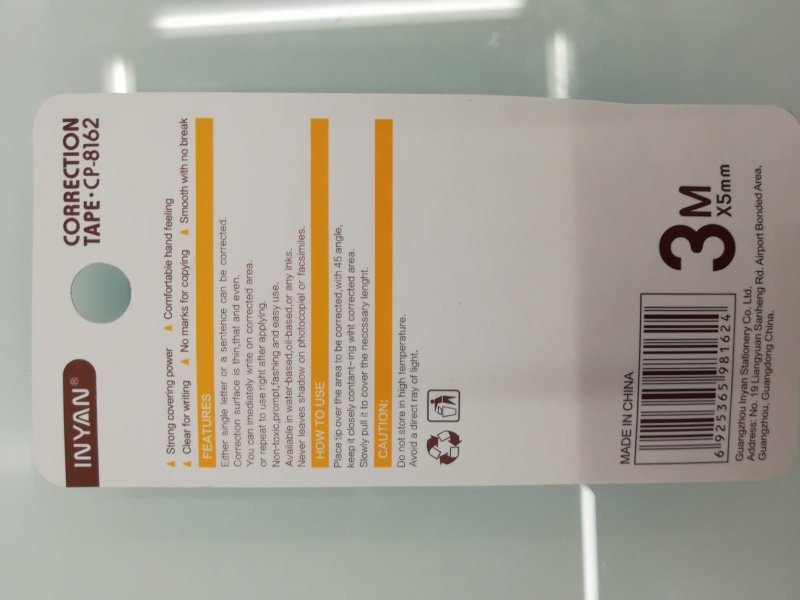 INYAN®
CORRECTION
TAPE·CP-8162
Strong covering power Comfortable hand feeling
Clear for writing No marks for copying Smooth with no break
FEATURES
Either single letter or a sentence can be corrected.
Correction surface is thin,that and even.
You can imediately write on corrected area.
or repeat to use right after applying.
Non-toxic,prompt,fashing and easy use.
Available in water-based,oil-based,or any inks.
Never leaves shadow on photocopiel or facsimiles.
HOW TO USE
Place tip over the area to be corrected,with 45 angle,
keep it closely contant-ing wiht corrected area.
Slowly pull it to cover the neccssary lenght.
CAUTION:
Do not store in high temperature.
Avoid a direct ray of light.
3M
X5mm
MADE IN CHINA
6925365981624
Guangzhou Inyan Stationery Co. Ltd.
Address: No. 19 Liangyuan Sanheng Rd. Airport Bonded Area,
Guangzhou, Guangdong China.